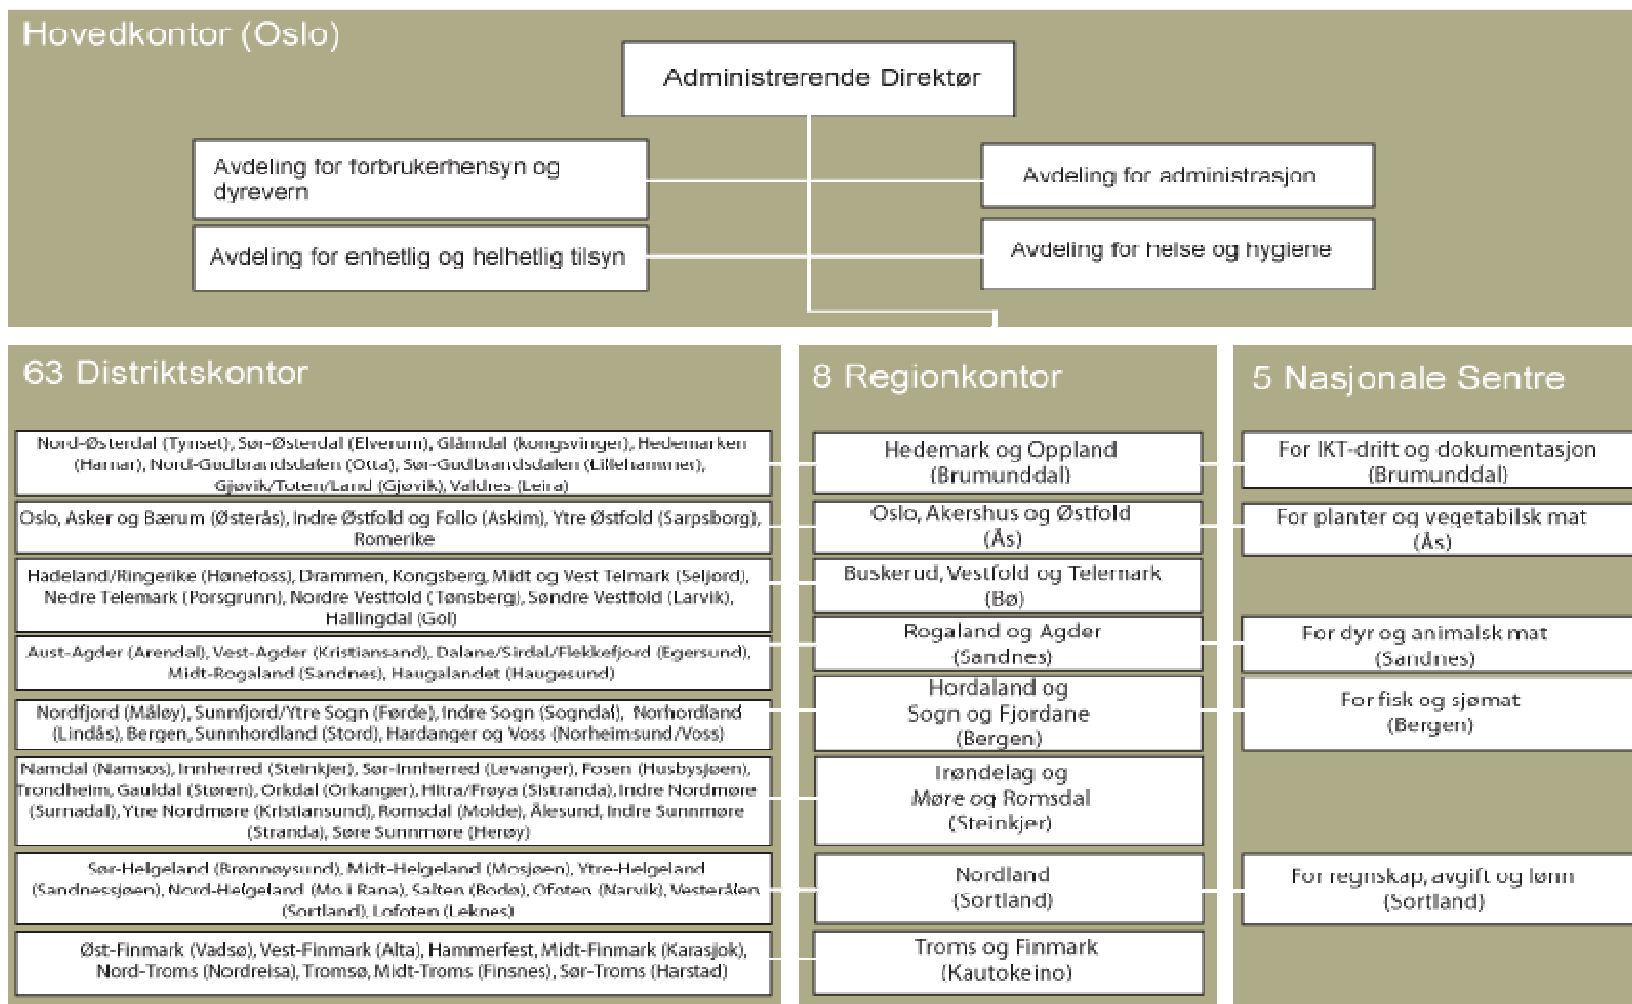 Hovedkontor (Oslo)
Administrerende Direktør
Avdeling for forbrukerhensyn og
dyrevern
Avdeling for administrasjon
Avdeling for enhetlig og helhetlig tilsyn
Avdeling for helse og hygiene
63 Distriktskontor
Nord-Østerdal (Tynset), Sør-Østerdal (Elverum), Glåmdal (kongsvinger), Hedemarken
(Hamar), Nord-Gudbrandsdalen (Otta), Sør-Gudbrandsdalen (Lillehammer),
Gjøvik/Toten/Land (Gjøvik), Valdres (Leira)
Oslo, Asker og Bærum (Østerås), Indre Østfold og Follo (Askim), Ytre Østfold (Sarpsborg),
Romerike
Hadeland/Ringerike (Hønefoss), Drammen, Kongsberg, Midt og Vest Telmark (Seljord),
Nedre Telemark (Porsgrunn), Nordre Vestfold (Tønsberg), Søndre Vestfold (Larvik),
Hallingdal (Gol)
Aust-Agder (Arendal), Vest-Agder (Kristiansand), Dalane/Sirdal/Flekkefjord (Egersund),
Midt-Rogaland (Sandnes), Haugalandet (Haugesund)
Nordfjord (Måløy), Sunnfjord/Ytre Sogn (Førde), Indre Sogn (Sogndal), Norhordland
(Lindås), Bergen, Sunnhordland (Stord), Hardanger og Voss (Norheimsund/Voss)
Namdal (Namsos), Innherred (Steinkjer), Sør-Innherred (Levanger), Fosen (Husbysjøen),
Trondheim, Gauldal (Støren), Orkdal (Orkanger), Hitra/Frøya (Sistranda), Indre Nordmøre
(Surnadal), Ytre Nordmøre (Kristiansund), Romsdal (Molde), Ålesund, Indre Sunnmøre
(Stranda), Søre Sunnmøre (Herøy)
Sør-Helgeland (Brønnøysund), Midt-Helgeland (Mosjøen), Ytre-Helgeland
(Sandnessjøen), Nord-Helgeland (Mo i Rana), Salten (Bodø), Ofoten (Narvik), Vesterålen
(Sortland), Lofoten (Leknes)
Øst-Finmark (Vadsø), Vest-Finmark (Alta), Hammerfest, Midt-Finmark (Karasjok),
Nord-Troms (Nordreisa), Tromsø, Midt-Troms (Finsnes), Sør-Troms (Harstad)
8 Regionkontor
Hedemark og Oppland
(Brumunddal)
Oslo, Akershus og Østfold
(Ås)
Buskerud, Vestfold og Telemark
(Bø)
Rogaland og Agder
(Sandnes)
Hordaland og
Sogn og Fjordane
(Bergen)
Trøndelag og
Møre og Romsdal
(Steinkjer)
Nordland
(Sortland)
Troms og Finmark
(Kautokeino)
5 Nasjonale Sentre
For IKT-drift og dokumentasjon
(Brumunddal)
For planter og vegetabilsk mat
(Ås)
For dyr og animalsk mat
(Sandnes)
For fisk og sjømat
(Bergen)
For regnskap, avgift og lønn
(Sortland)